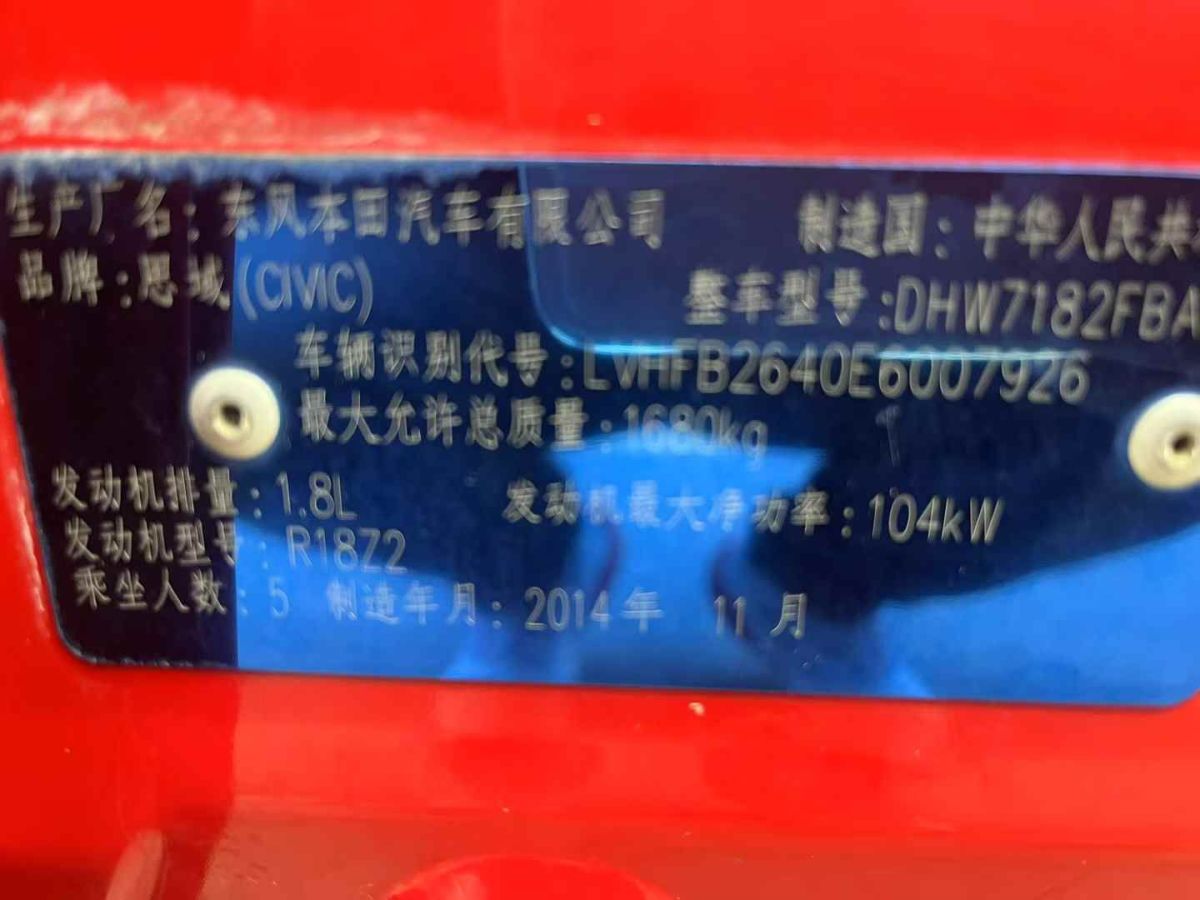 生产厂名：东风本田汽车有限公司 制造国：中华人民共
品牌：思域(CIVIC) 整车型号：DHW7182FBA
车辆识别代号：LVHFB2640E6007926
最大允许总质量：1680kg
发动机排量：1.8L 发动机最大净功率：104kW
发动机型号：R18Z2
乘坐人数：5 制造年月：2014年 11月